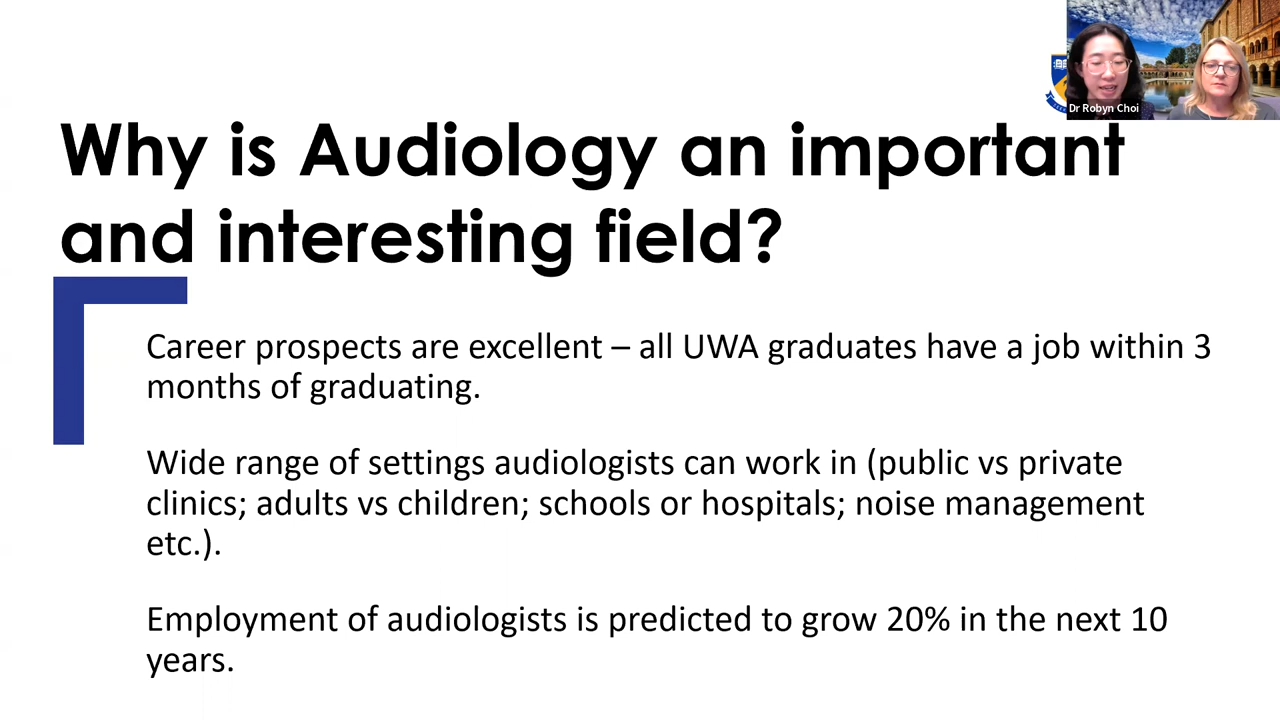 Dr Robyn Choi
Why is Audiology an important
and interesting field?
Career prospects are excellent – all UWA graduates have a job within 3
months of graduating.
Wide range of settings audiologists can work in (public vs private
clinics; adults vs children; schools or hospitals; noise management
etc.).
Employment of audiologists is predicted to grow 20% in the next 10
years.